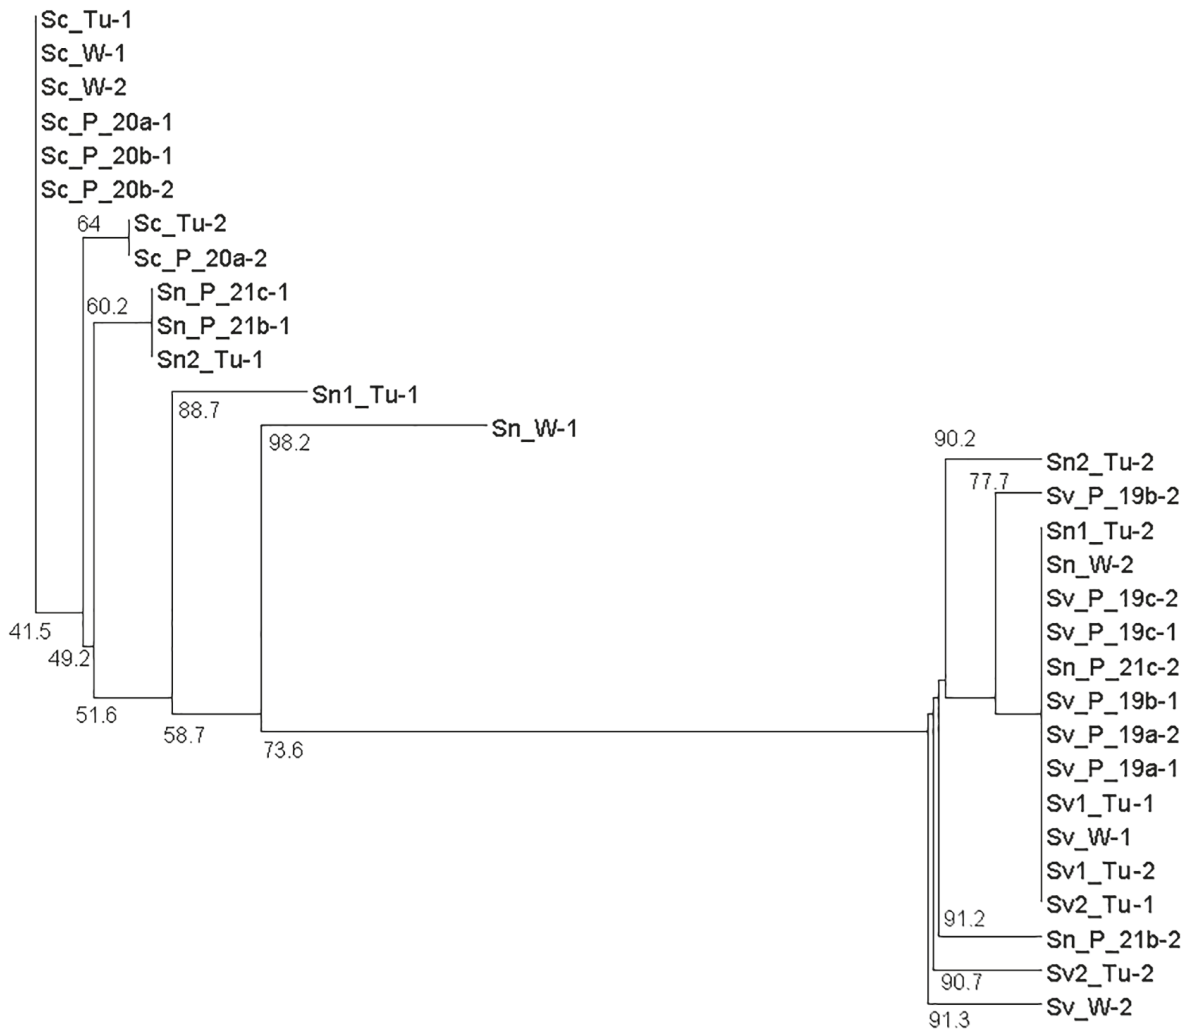 Sc_Tu-1
Sc_W-1
Sc_W-2
Sc_P_20a-1
Sc_P_20b-1
Sc_P_20b-2
64
Sc_Tu-2
Sc_P_20a-2
Sn_P_21c-1
60.2
Sn_P_21b-1
Sn2_Tu-1
Sn1_Tu-1
88.7
Sn_W-1
98.2
90.2
Sn2_Tu-2
77.7
Sv_P_19b-2
Sn1_Tu-2
Sn_W-2
Sv_P_19c-2
Sv_P_19c-1
41.5
49.2
Sn_P_21c-2
Sv_P_19b-1
51.6
58.7
Sv_P_19a-2
73.6
Sv_P_19a-1
Sv1_Tu-1
Sv_W-1
Sv1_Tu-2
Sv2_Tu-1
91.2
Sn_P_21b-2
Sv2_Tu-2
90.7
Sv_W-2
91.3